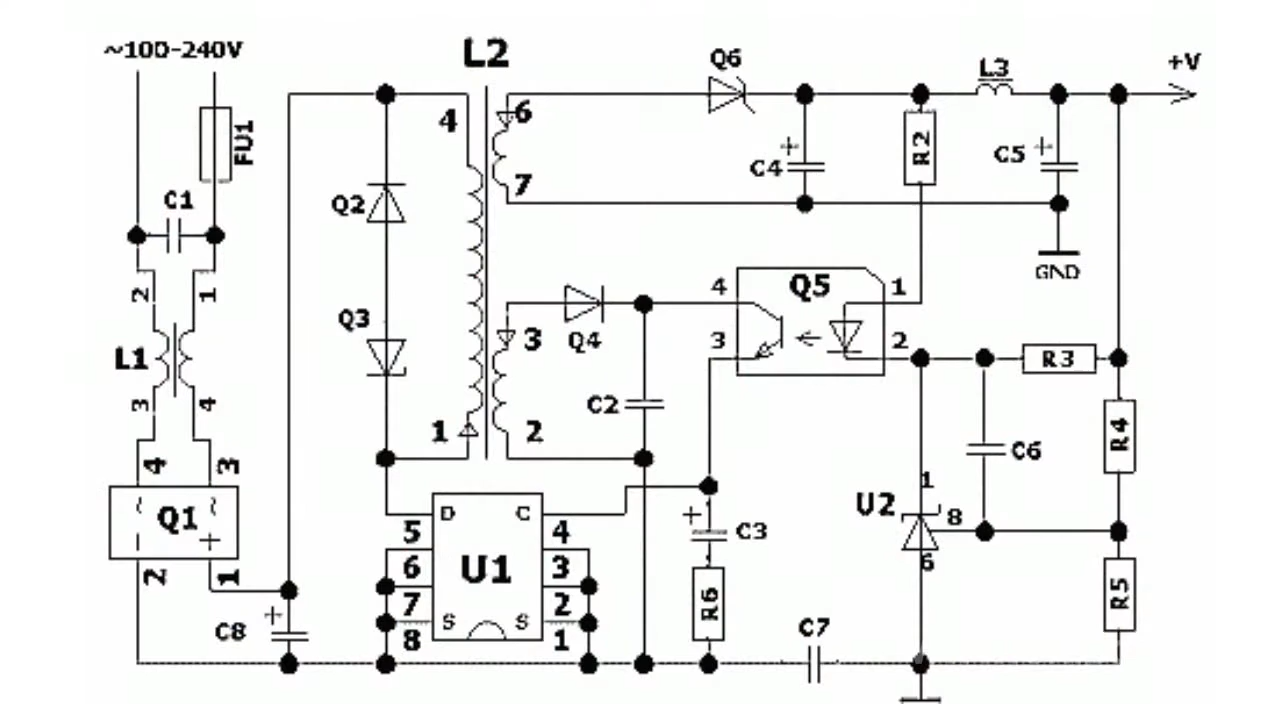 ~100-240V
L2
Q6
L3
+V
4
6
FU1
R2
C4
+
C5
+
C1
7
Q2
GND
2
1
Q5
4
1
Q3
3
Q4
3
2
L1
R3
C2
3
4
1
2
R4
C6
4
3
1
U2
8
D
C
+
C3
Q1
~
~
-
+
5
4
6
U1
3
6
2
1
7
2
R6
R5
+
C8
S
S
8
1
C7